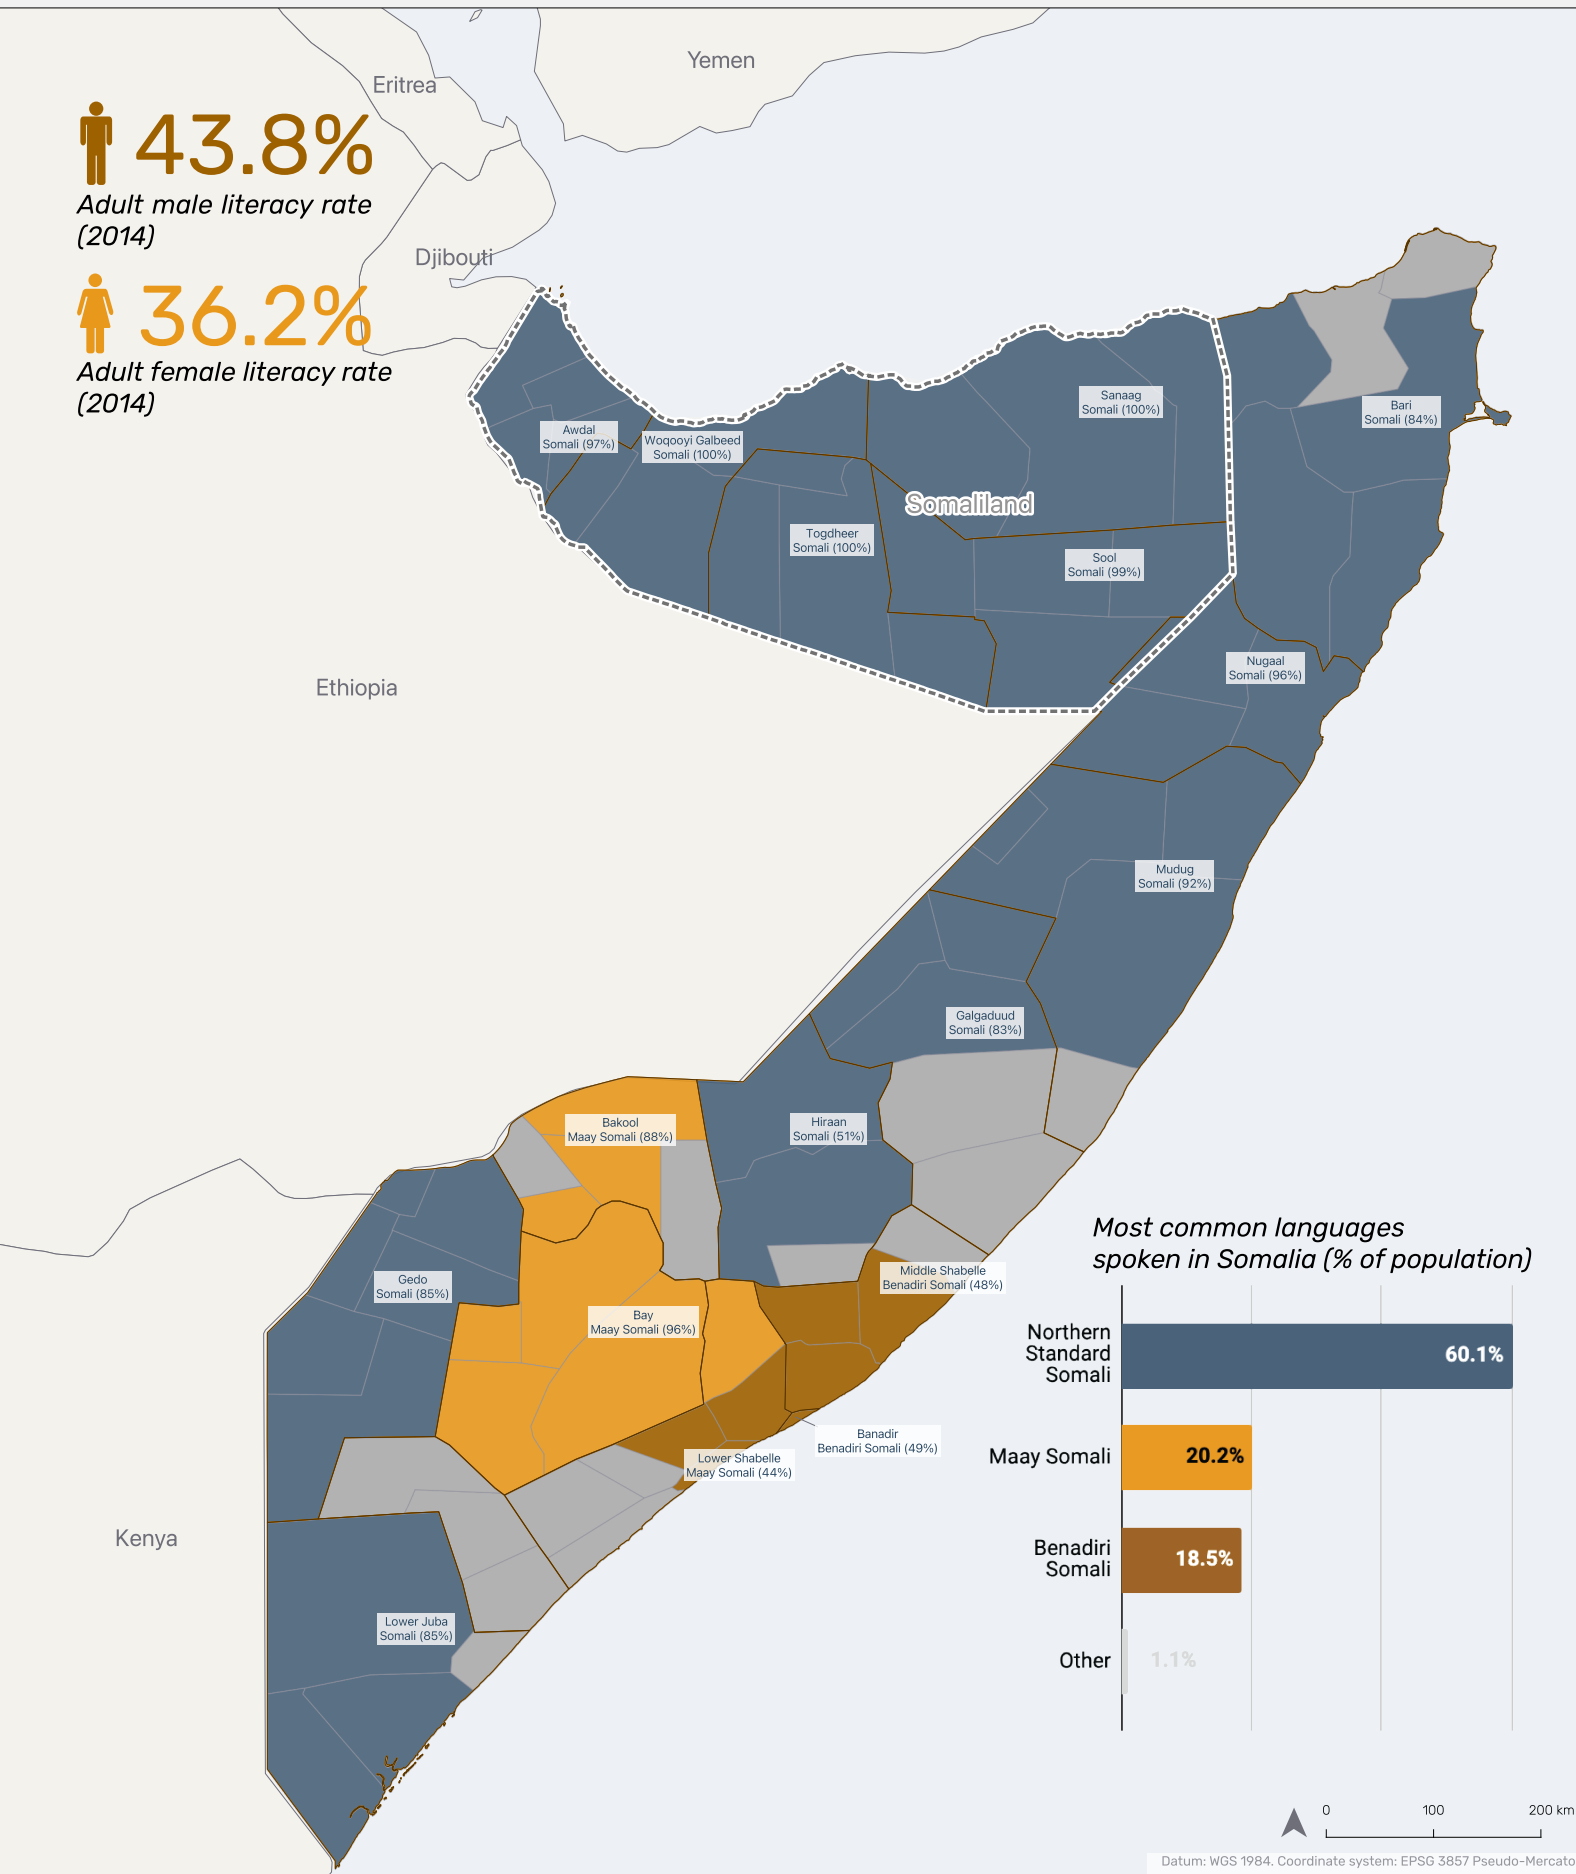 Yemen
Eritrea
43.8%
Adult male literacy rate
(2014)
Djibouti
36.2%
Adult female literacy rate
(2014)
Sanaag
Somali (100%)
Bari
Somali (84%)
Awdal
Somali (97%)
Woqooyi Galbeed
Somali (100%)
Somaliland
Togdheer
Somali (100%)
Sool
Somali (99%)
Nugaal
Somali (96%)
Ethiopia
Mudug
Somali (92%)
Galgaduud
Somali (83%)
Bakool
Maay Somali (88%)
Hiraan
Somali (51%)
Most common languages
spoken in Somalia (% of population)
Middle Shabelle
Benadiri Somali (48%)
Gedo
Somali (85%)
Bay
Maay Somali (96%)
Northern
Standard
Somali
60.1%
Banadir
Benadiri Somali (49%)
Lower Shabelle
Maay Somali (44%)
Maay Somali
20.2%
Kenya
Benadiri
Somali
18.5%
Lower Juba
Somali (85%)
Other
1.1%
0 100 200 km
Datum: WGS 1984. Coordinate system: EPSG 3857 Pseudo-Mercato